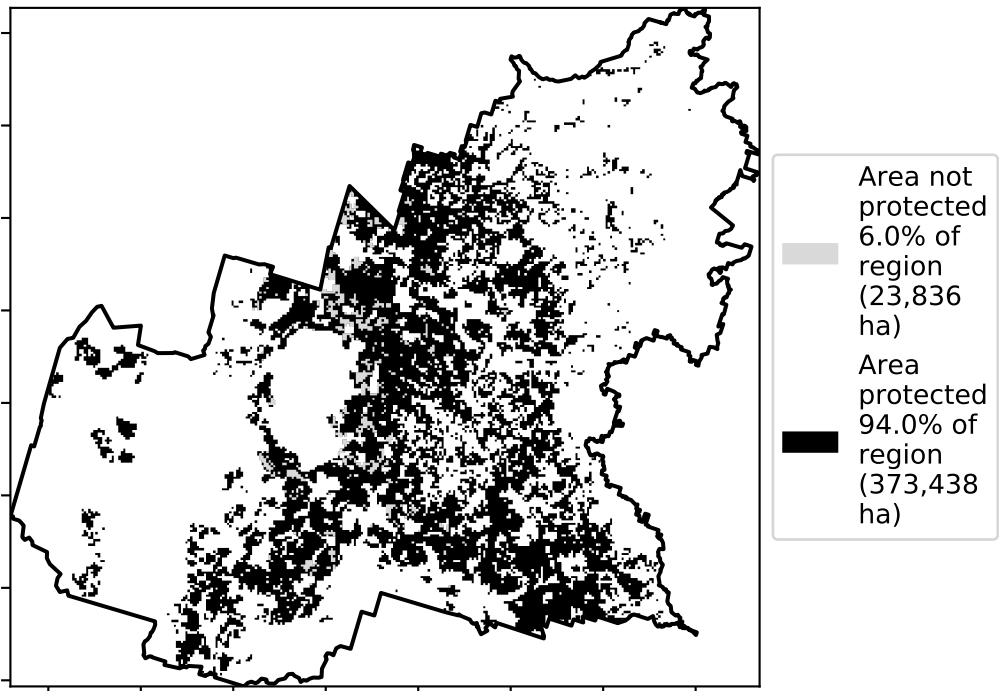 Area not
protected
6.0% of
region
(23,836
ha)
Area
protected
94.0% of
region
(373,438
ha)